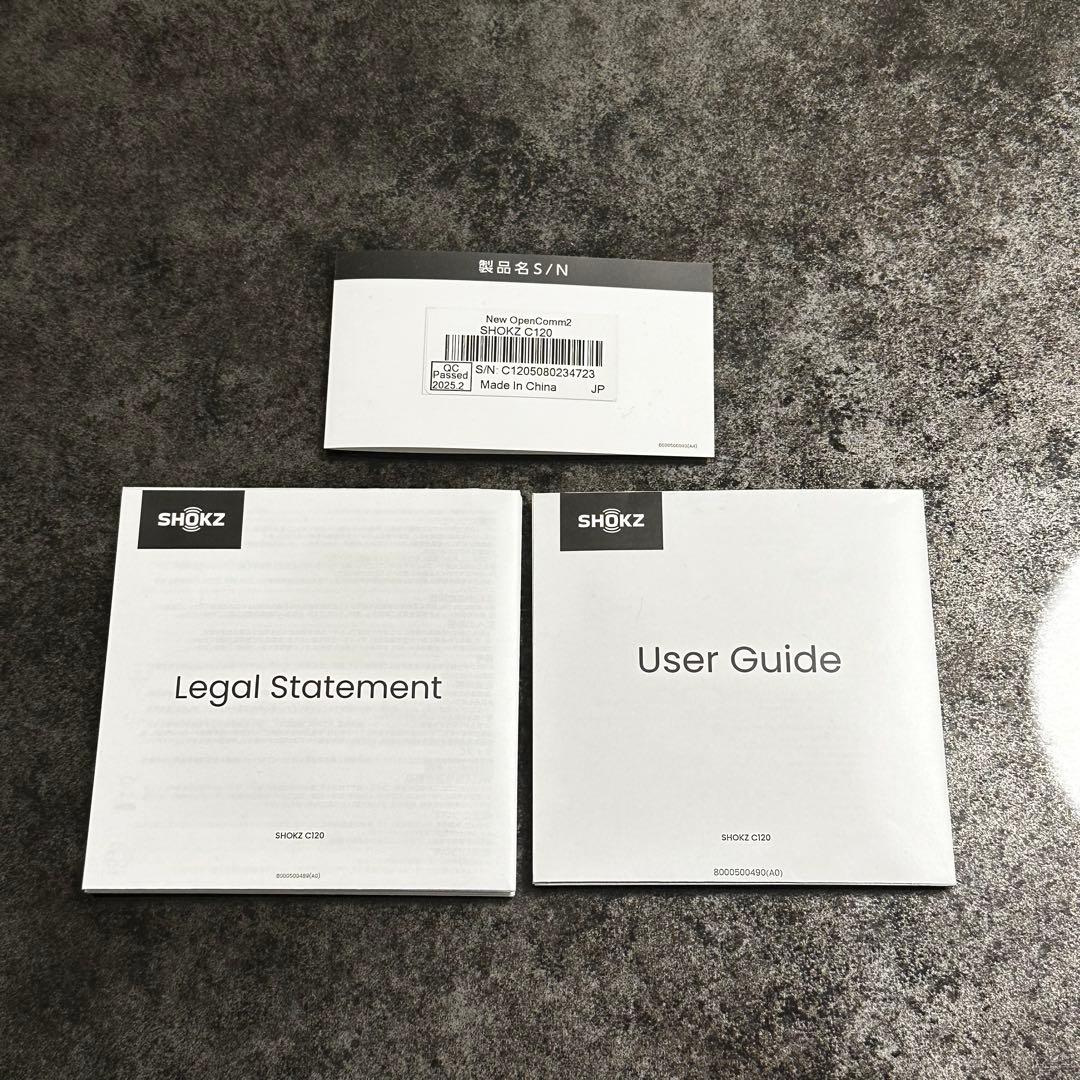 製品名S/N
New OpenComm2
SHOKZ C120
QC
Passed
2025.2
S/N: C1205080234723
Made In China
JP
SHOKZ
Legal Statement
SHOKZ C120
8000500489(A0)
SHOKZ
User Guide
SHOKZ C120
8000500490(A0)